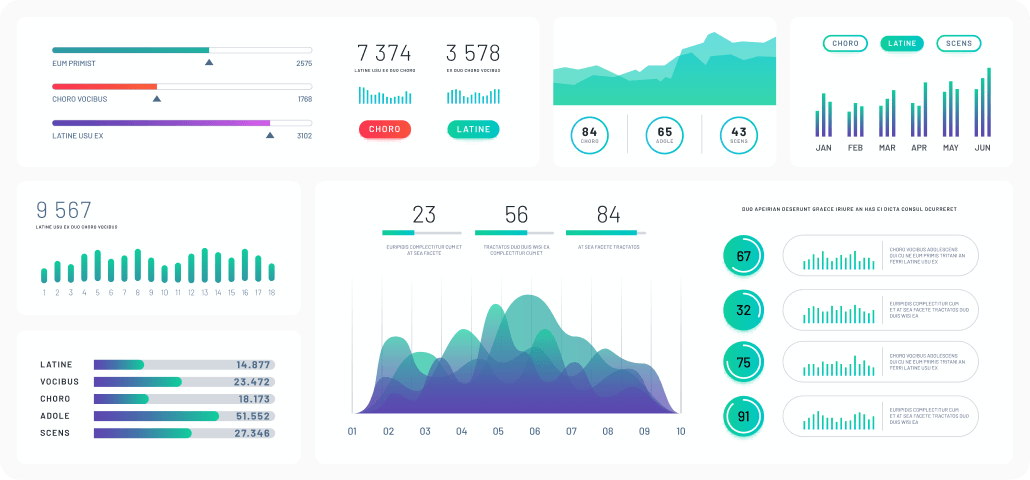 EUM PRIMIST 2575
CHORO VOCIBUS 1768
LATINE USU EX 3102
7 374
LATINE USU EX DUO CHORO
CHORO
3 578
EX DUO CHORO VOCIBUS
LATINE
84
CHORO
65
ADOLE
43
SCENS
CHORO LATINE SCENS
JAN FEB MAR APR MAY JUN
9 567
LATINE USU EX DUO CHORO VOCIBUS
1 2 3 4 5 6 7 8 9 10 11 12 13 14 15 16 17 18
LATINE 14.877
VOCIBUS 23.472
CHORO 18.173
ADOLE 51.552
SCENS 27.346
23
EURIPIDIS COMPLECTITUR CUM ET
AT SEA FACETE
56
TRACTATOS DUO DUIS WISI EA
COMPLECTITUR CUM ET
84
AT SEA FACETE TRACTATOS
01 02 03 04 05 06 07 08 09 10
QUO APEIRIAN DESERUNT GRAECE IRIURE AN HAS EI DICTA CONSUL OCURRERET
67
CHORO VOCIBUS ADOLESCENS
QUI CU NE EUM PRIMIS TRITANI AN
FERRI LATINE USU EX
32
EURIPIDIS COMPLECTITUR CUM
ET AT SEA FACETE TRACTATOS DUO
DUIS WISI EA
75
CHORO VOCIBUS ADOLESCENS
QUI CU NE EUM PRIMIS TRITANI AN
FERRI LATINE USU EX
91
EURIPIDIS COMPLECTITUR CUM
ET AT SEA FACETE TRACTATOS DUO
DUIS WISI EA